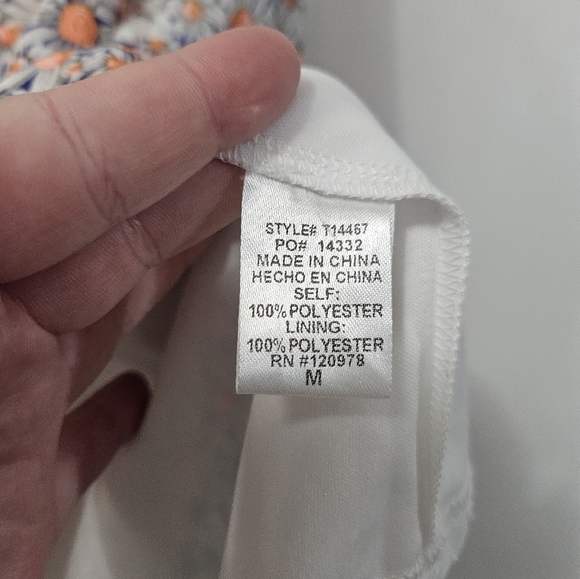 STYLE# T14467
PO# 14332
MADE IN CHINA
HECHO EN CHINA
SELF:
100% POLYESTER
LINING:
100% POLYESTER
RN #120978
M